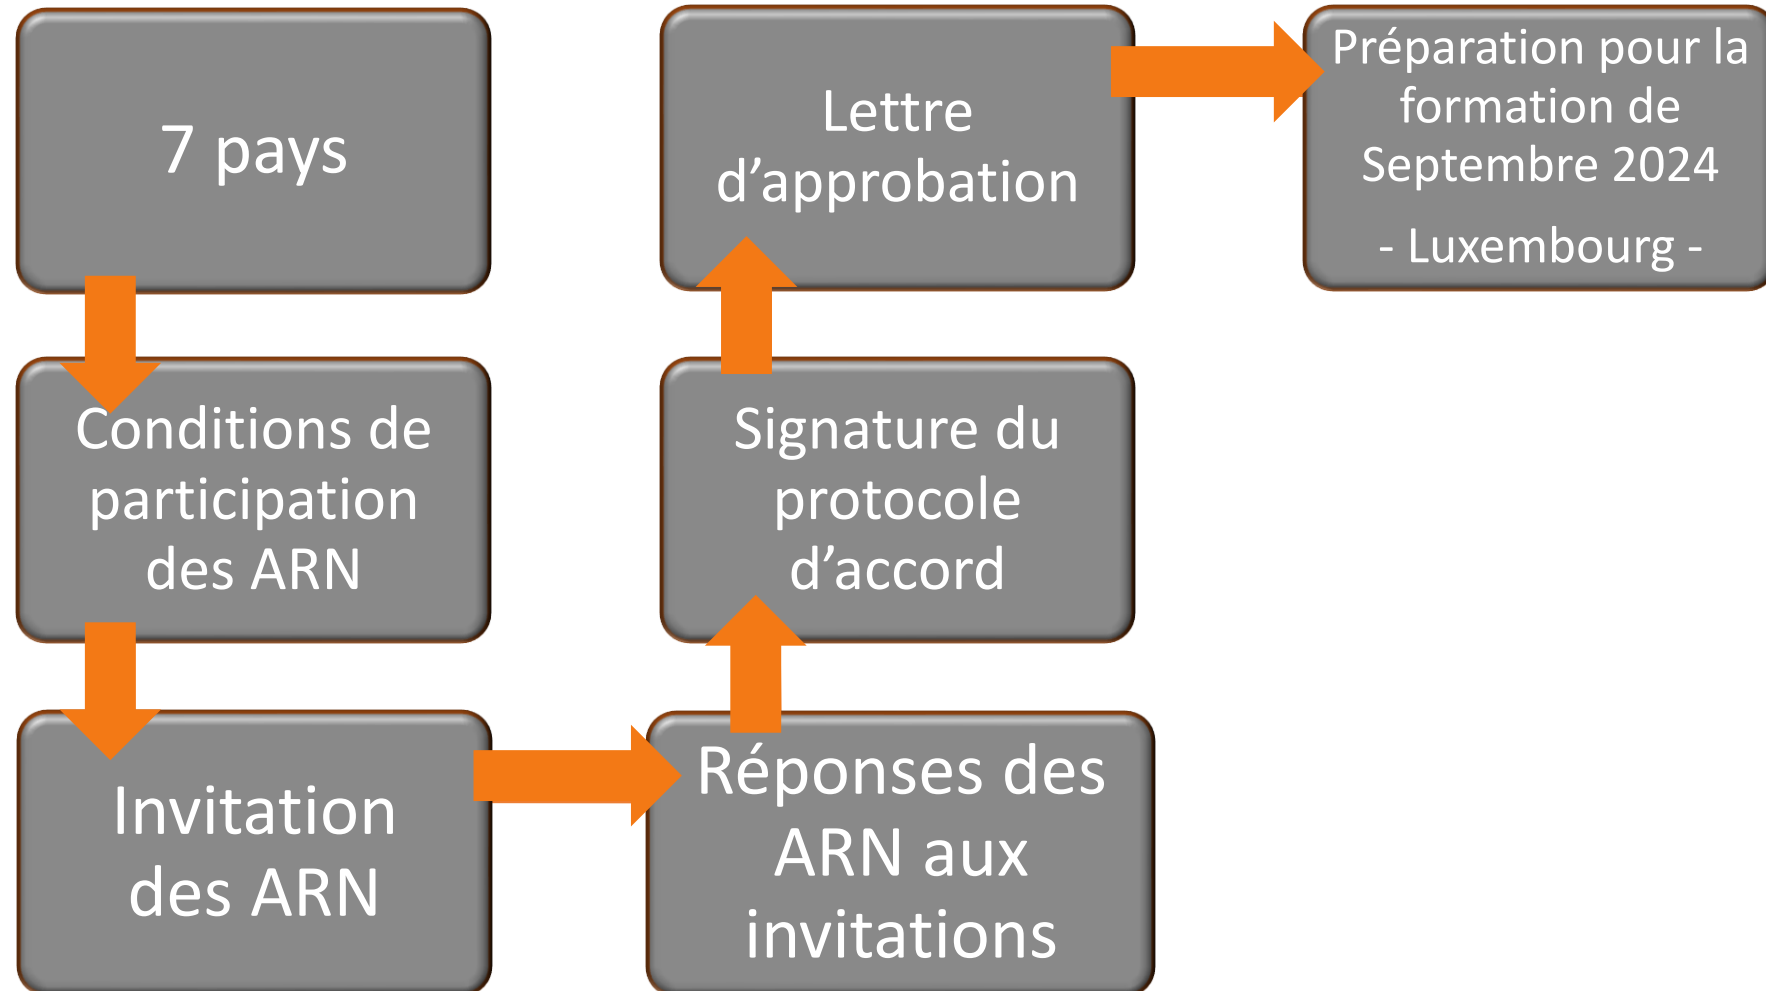 7 pays
Conditions de
participation
des ARN
Invitation
des ARN
Réponses des
ARN aux
invitations
Signature du
protocole
d’accord
Lettre
d’approbation
Préparation pour la
formation de
Septembre 2024
- Luxembourg -